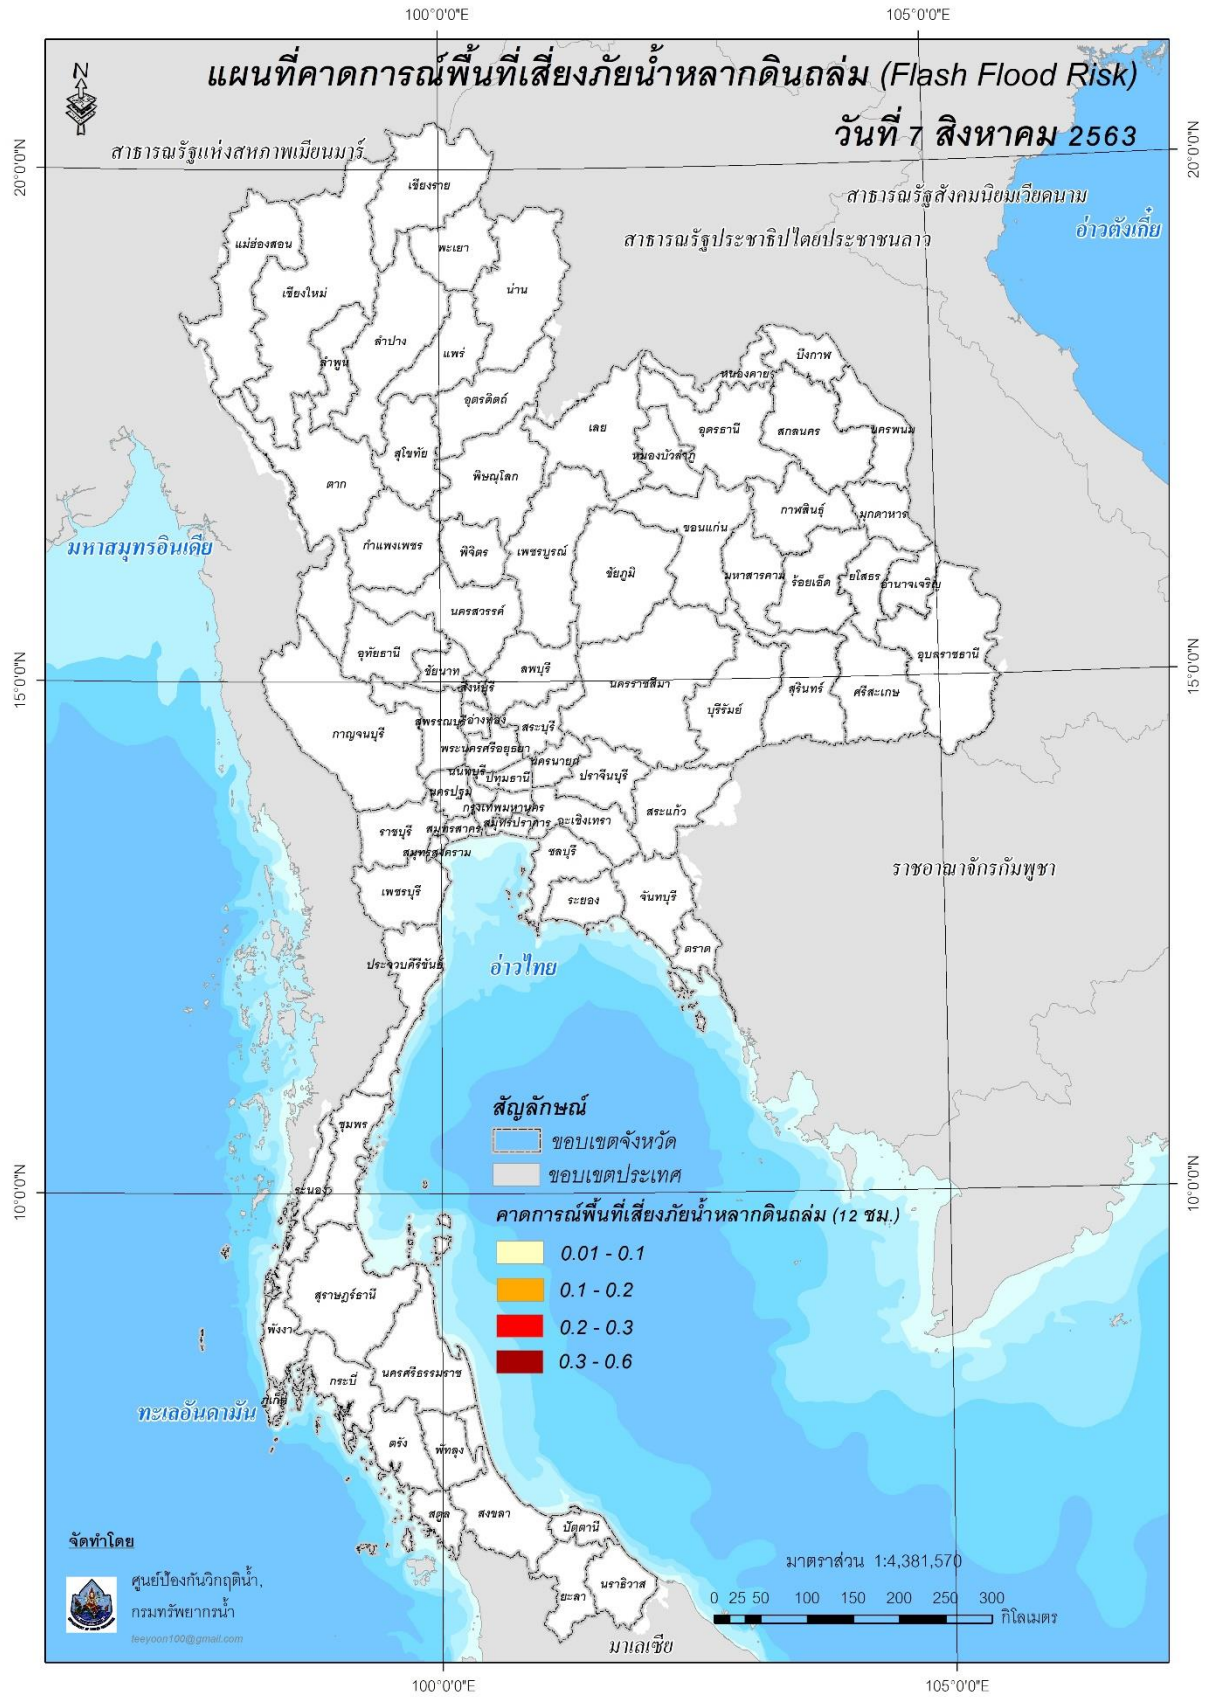 100°0'0"E
105°0'0"E
แผนที่คาดการณ์พื้นที่เสี่ยงภัยน้ำหลากดินถล่ม (Flash Flood Risk)
วันที่ 7 สิงหาคม 2563
N
20°0'0"N
20°0'0"N
สาธารณรัฐแห่งสหภาพเมียนมาร์
สาธารณรัฐสังคมนิยมเวียดนาม
สาธารณรัฐประชาธิปไตยประชาชนลาว
อ่าวตังเกี๋ย
เชียงราย
แม่ฮ่องสอน
พะเยา
เชียงใหม่
น่าน
ลำปาง
แพร่
ลำพูน
บึงกาฬ
หนองคาย
อุตรดิตถ์
เลย
อุดรธานี
สกลนคร
นครพนม
สุโขทัย
หนองบัวลำภู
ตาก
พิษณุโลก
กาฬสินธุ์
มุกดาหาร
ขอนแก่น
มหาสมุทรอินเดีย
กำแพงเพชร
พิจิตร
เพชรบูรณ์
ชัยภูมิ
มหาสารคาม
ร้อยเอ็ด
ยโสธร
อำนาจเจริญ
นครสวรรค์
อุทัยธานี
ชัยนาท
ลพบุรี
อุบลราชธานี
15°0'0"N
15°0'0"N
สิงห์บุรี
นครราชสีมา
สุรินทร์
ศรีสะเกษ
บุรีรัมย์
สุพรรณบุรี
อ่างทอง
สระบุรี
กาญจนบุรี
พระนครศรีอยุธยา
นครนายก
นนทบุรี
ปทุมธานี
ปราจีนบุรี
นครปฐม
กรุงเทพมหานคร
สระแก้ว
ราชบุรี
สมุทรสาคร
สมุทรปราการ
ฉะเชิงเทรา
สมุทรสงคราม
ชลบุรี
ราชอาณาจักรกัมพูชา
เพชรบุรี
ระยอง
จันทบุรี
ตราด
ประจวบคีรีขันธ์
อ่าวไทย
สัญลักษณ์
ขอบเขตจังหวัด
ขอบเขตประเทศ
ชุมพร
ระนอง
10°0'0"N
10°0'0"N
คาดการณ์พื้นที่เสี่ยงภัยน้ำหลากดินถล่ม (12 ชม.)
0.01 - 0.1
0.1 - 0.2
0.2 - 0.3
0.3 - 0.6
สุราษฎร์ธานี
พังงา
กระบี่
นครศรีธรรมราช
ภูเก็ต
ทะเลอันดามัน
ตรัง
พัทลุง
สตูล
สงขลา
ปัตตานี
ยะลา
นราธิวาส
มาเลเซีย
จัดทำโดย
ศูนย์ป้องกันวิกฤติน้ำ,
กรมทรัพยากรน้ำ
teeyoon100@gmail.com
มาตราส่วน 1:4,381,570
0 25 50 100 150 200 250 300
กิโลเมตร
100°0'0"E
105°0'0"E